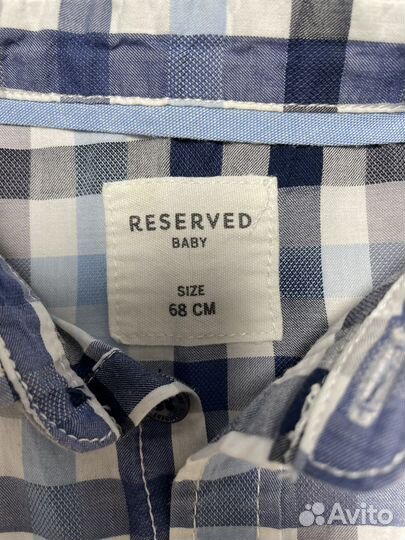 RESERVED
BABY
SIZE
68 CM
Avito